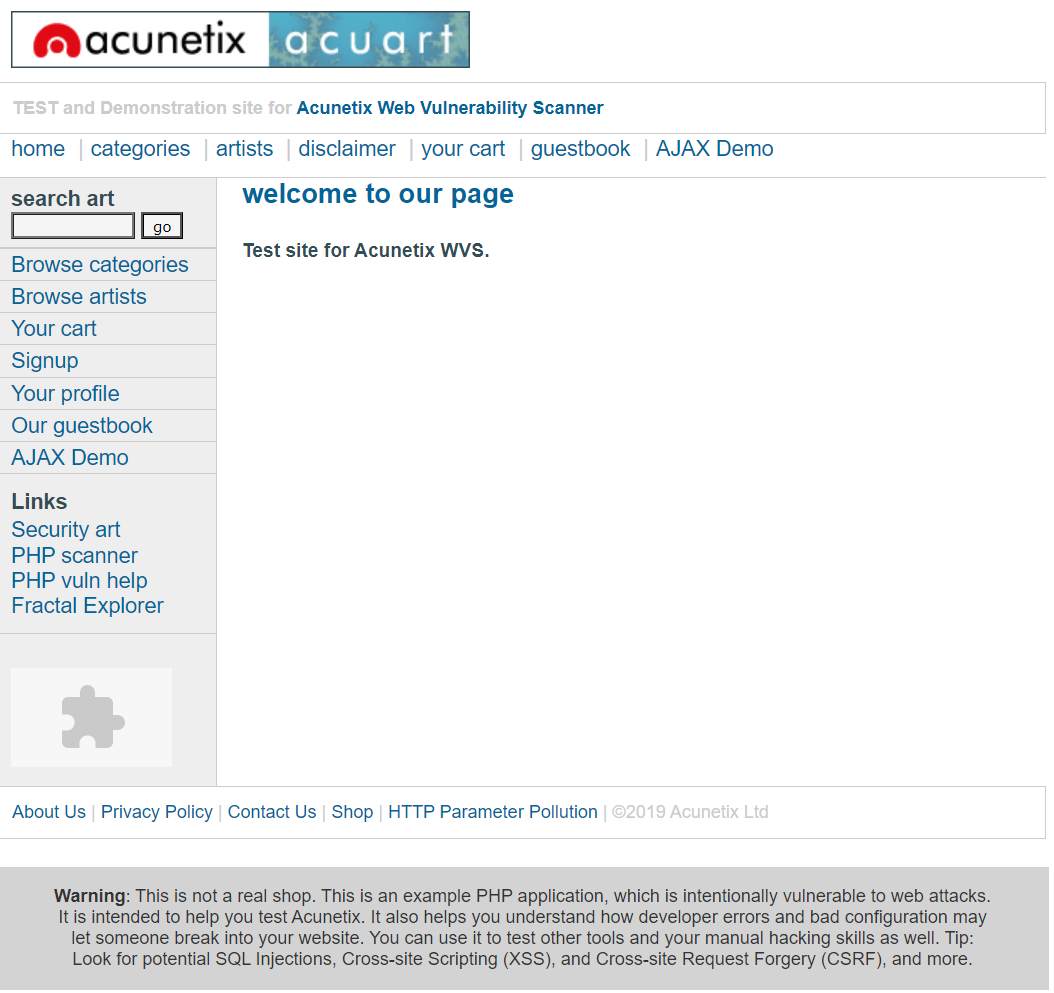 acunetix acuart
TEST and Demonstration site for Acunetix Web Vulnerability Scanner
home | categories | artists | disclaimer | your cart | guestbook | AJAX Demo
search art
go
Browse categories
Browse artists
Your cart
Signup
Your profile
Our guestbook
AJAX Demo
Links
Security art
PHP scanner
PHP vuln help
Fractal Explorer
welcome to our page
Test site for Acunetix WVS.
About Us | Privacy Policy | Contact Us | Shop | HTTP Parameter Pollution | ©2019 Acunetix Ltd
Warning: This is not a real shop. This is an example PHP application, which is intentionally vulnerable to web attacks.
It is intended to help you test Acunetix. It also helps you understand how developer errors and bad configuration may
let someone break into your website. You can use it to test other tools and your manual hacking skills as well. Tip:
Look for potential SQL Injections, Cross-site Scripting (XSS), and Cross-site Request Forgery (CSRF), and more.